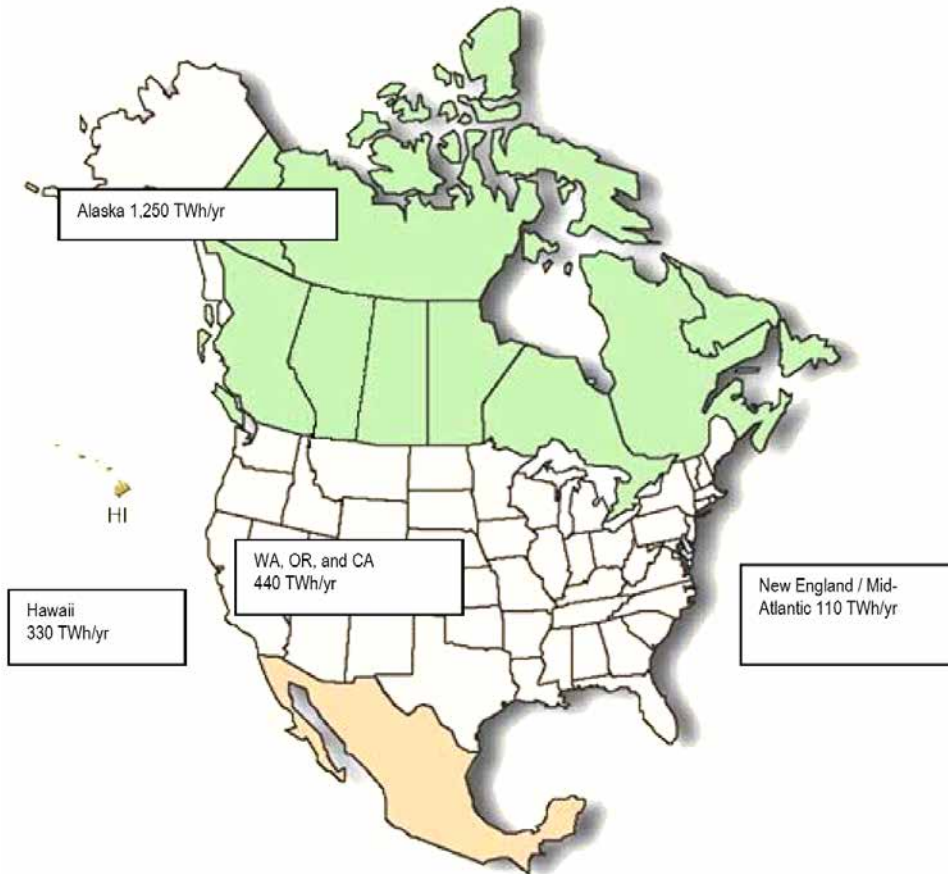 Alaska 1,250 TWh/yr
HI
WA, OR, and CA
440 TWh/yr
Hawaii
330 TWh/yr
New England / Mid-
Atlantic 110 TWh/yr